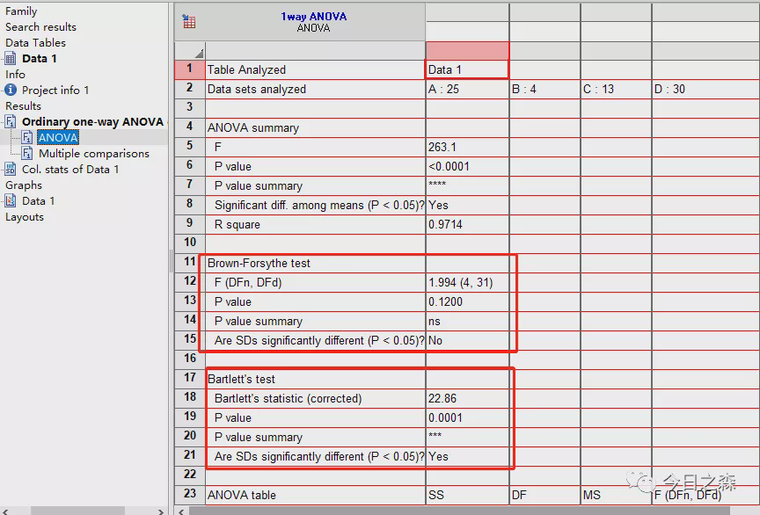 Family
Search results
Data Tables
Data 1
Info
Project info 1
Results
Ordinary one-way ANOVA
ANOVA
Multiple comparisons
Col. stats of Data 1
Graphs
Data 1
Layouts
1way ANOVA
ANOVA
1 Table Analyzed Data 1
2 Data sets analyzed A : 25 B : 4 C : 13 D : 30
3
4 ANOVA summary
5 F 263.1
6 P value <0.0001
7 P value summary ****
8 Significant diff. among means (P < 0.05)? Yes
9 R square 0.9714
10
11 Brown-Forsythe test
12 F (DFn, DFd) 1.994 (4, 31)
13 P value 0.1200
14 P value summary ns
15 Are SDs significantly different (P < 0.05)? No
16
17 Bartlett's test
18 Bartlett's statistic (corrected) 22.86
19 P value 0.0001
20 P value summary ***
21 Are SDs significantly different (P < 0.05)? Yes
22
23 ANOVA table SS DF MS F (DFn, DFd)
今日之森